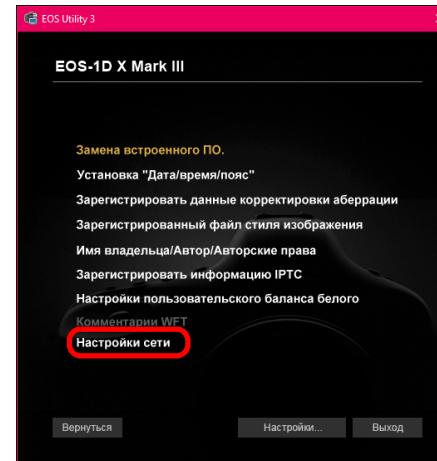 EOS Utility 3
EOS-1D X Mark III
Замена встроенного ПО.
Установка "Дата/время/пояс"
Зарегистрировать данные корректировки аберрации
Зарегистрированный файл стиля изображения
Имя владельца/Автор/Авторские права
Зарегистрировать информацию IPTC
Настройки пользовательского баланса белого
Комментарии WFT
Настройки сети
Вернуться Настройки... Выход